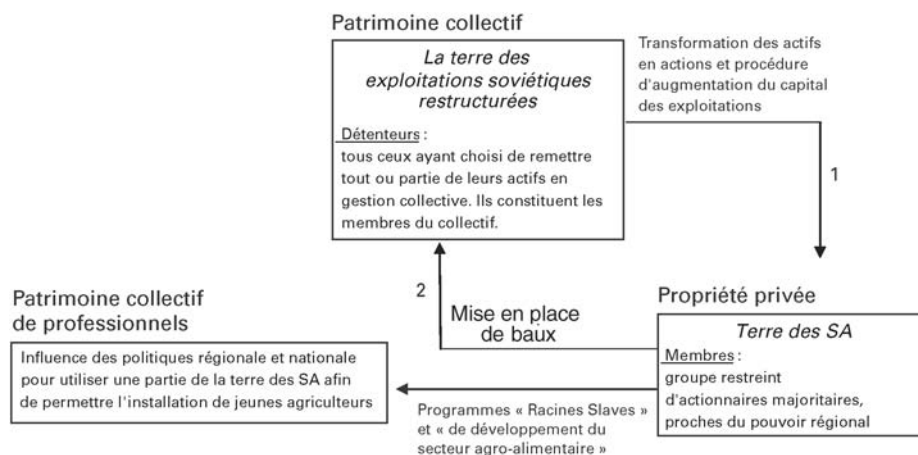 Patrimoine collectif
La terre des
exploitations soviétiques
restructurées
Détenteurs :
tous ceux ayant choisi de remettre
tout ou partie de leurs actifs en
gestion collective. Ils constituent les
membres du collectif.
Transformation des actifs
en actions et procédure
d'augmentation du capital
des exploitations
1
2
Mise en place
de baux
Propriété privée
Terre des SA
Membres :
groupe restreint
d'actionnaires majoritaires,
proches du pouvoir régional
Patrimoine collectif
de professionnels
Influence des politiques régionale et nationale
pour utiliser une partie de la terre des SA afin
de permettre l'installation de jeunes agriculteurs
Programmes « Racines Slaves »
et « de développement du
secteur agro-alimentaire »